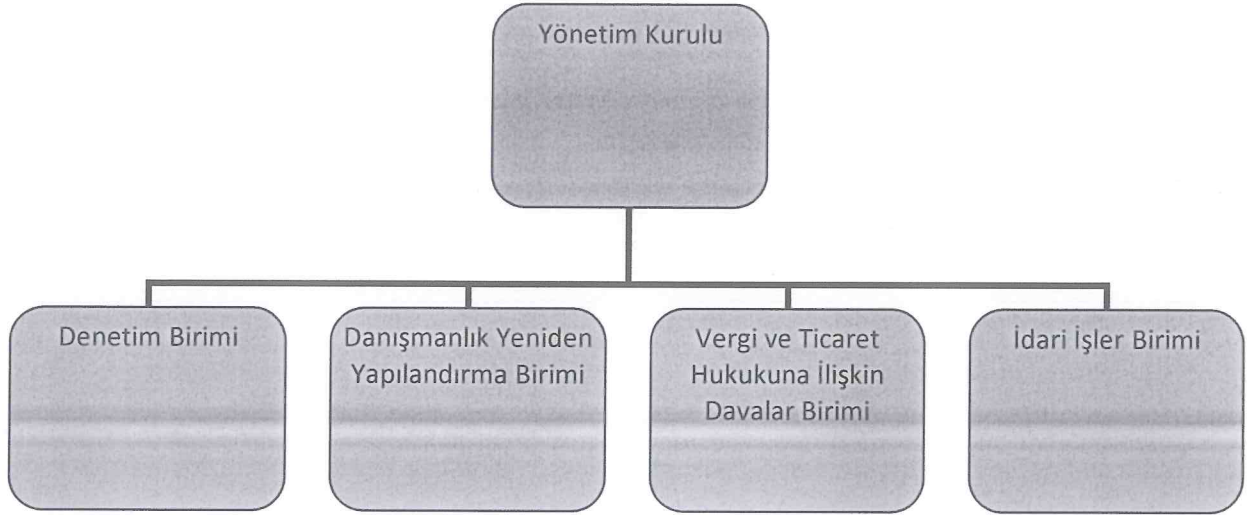 Yönetim Kurulu
Denetim Birimi
Danışmanlık Yeniden
Yapılandırma Birimi
Vergi ve Ticaret
Hukukuna İlişkin
Davalar Birimi
İdari İşler Birimi